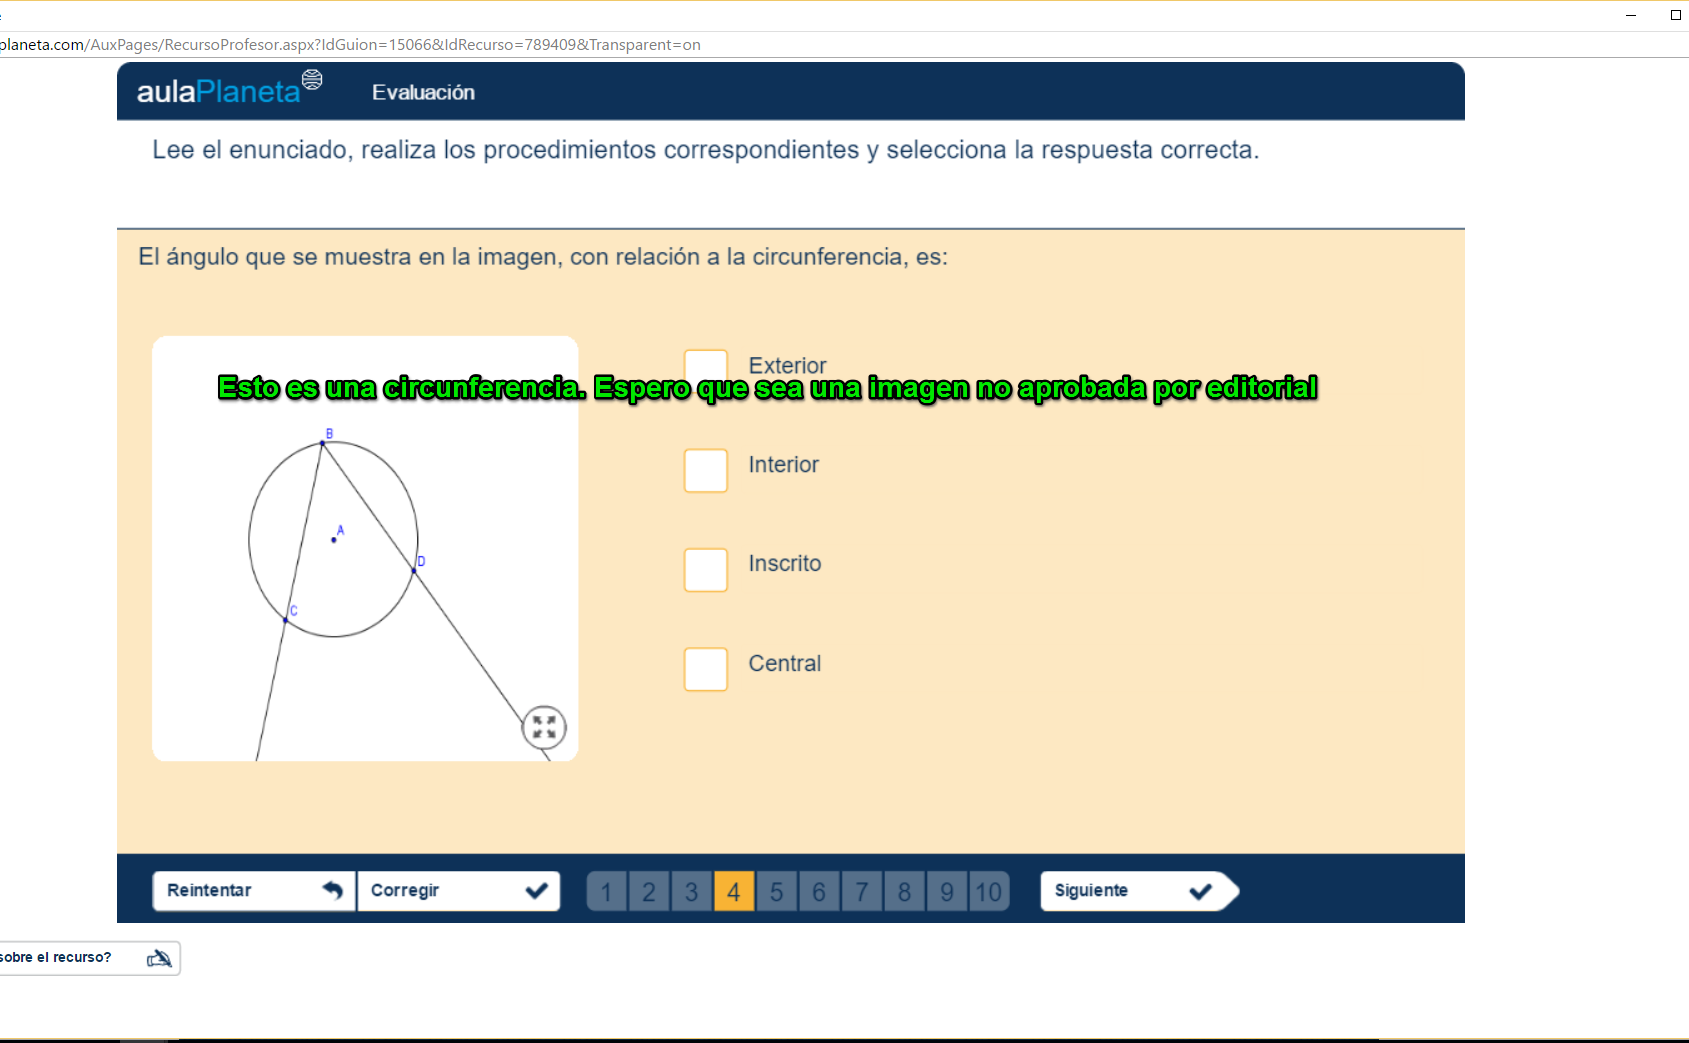 planeta.com/AuxPages/RecursoProfesor.aspx?IdGuion=15066&IdRecurso=789409&Transparent=on
aulaPlaneta
Evaluación
Lee el enunciado, realiza los procedimientos correspondientes y selecciona la respuesta correcta.
El ángulo que se muestra en la imagen, con relación a la circunferencia, es:
Exterior
Esto es una circunferencia. Espero que sea una imagen no aprobada por editorial
B
A
D
C
Interior
Inscrito
Central
Reintentar
Corregir
1 2 3 4 5 6 7 8 9 10
Siguiente
sobre el recurso?